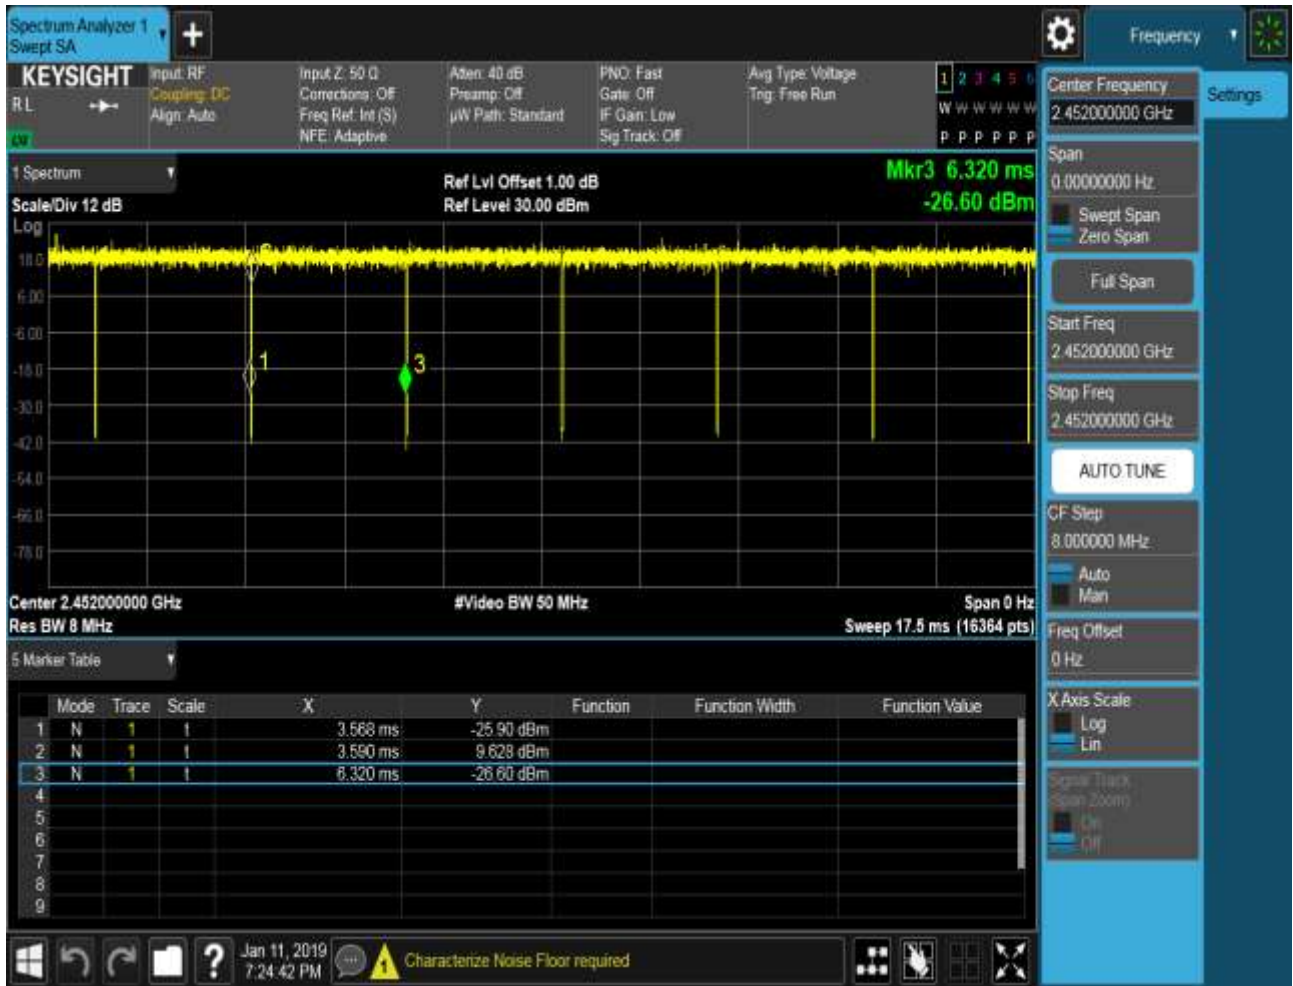 Spectrum Analyzer 1
Swept SA
Frequency
KEYSIGHT
R L
Input: RF
Coupling: DC
Align: Auto
Input Z: 50 Ω
Corrections: Off
Freq Ref: Int (S)
NFE: Adaptive
Atten: 40 dB
Preamp: Off
µW Path: Standard
PNO: Fast
Gate: Off
IF Gain: Low
Sig Track: Off
Avg Type: Voltage
Trig: Free Run
1 2 3 4 5 6
W W W W W W
P P P P P P
Center Frequency
2.452000000 GHz
Settings
Span
0.00000000 Hz
Swept Span
Zero Span
Full Span
Start Freq
2.452000000 GHz
Stop Freq
2.452000000 GHz
AUTO TUNE
CF Step
8.000000 MHz
Auto
Man
Freq Offset
0 Hz
X Axis Scale
Log
Lin
Signal Track
(Span Zoom)
On
Off
1 Spectrum
Scale/Div 12 dB
Log
Ref Lvl Offset 1.00 dB
Ref Level 30.00 dBm
Mkr3 6.320 ms
-26.60 dBm
18.0
6.00
-6.00
-18.0
-30.0
-42.0
-54.0
-66.0
-78.0
1
3
Center 2.452000000 GHz
#Video BW 50 MHz
Span 0 Hz
Res BW 8 MHz
Sweep 17.5 ms (16364 pts)
5 Marker Table
Mode Trace Scale X Y Function Function Width Function Value
1 N 1 t 3.568 ms -25.90 dBm
2 N 1 t 3.590 ms 9.628 dBm
3 N 1 t 6.320 ms -26.60 dBm
4
5
6
7
8
9
?
Jan 11, 2019
7:24:42 PM
1
Characterize Noise Floor required